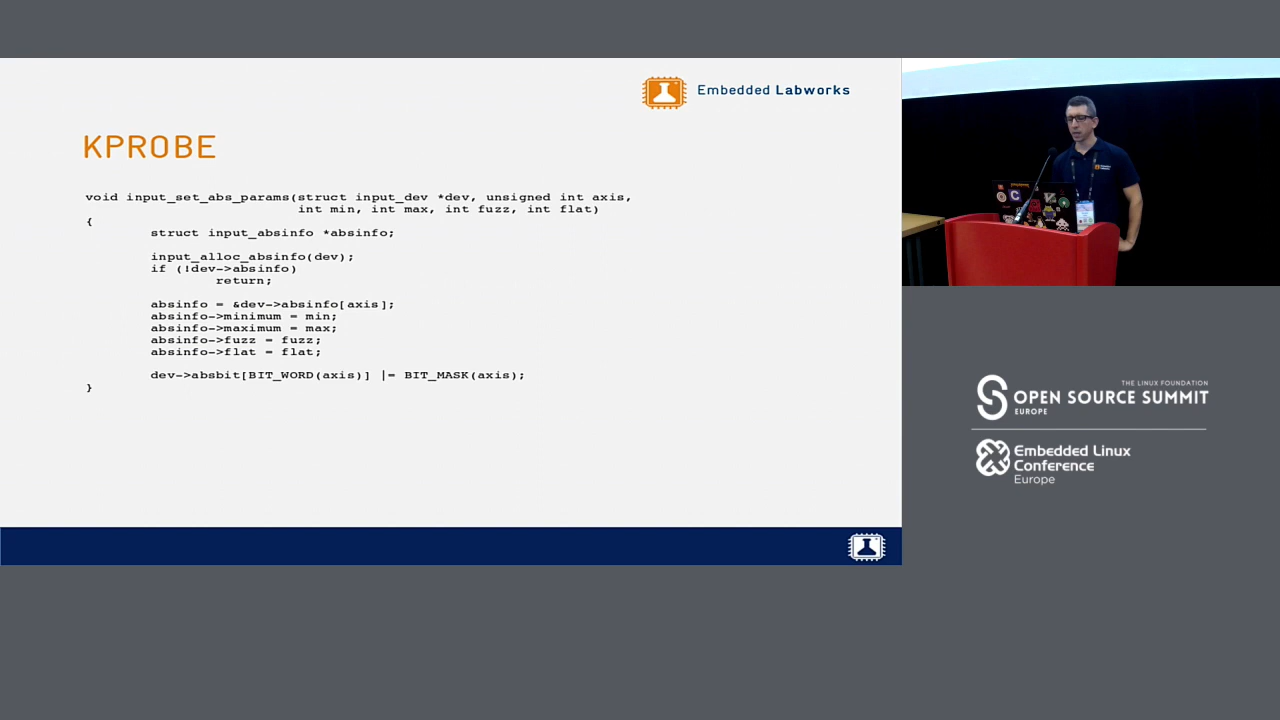 Embedded Labworks
KPROBE
void input_set_abs_params(struct input_dev *dev, unsigned int axis,
int min, int max, int fuzz, int flat)
{
struct input_absinfo *absinfo;
input_alloc_absinfo(dev);
if (!dev->absinfo)
return;
absinfo = &dev->absinfo[axis];
absinfo->minimum = min;
absinfo->maximum = max;
absinfo->fuzz = fuzz;
absinfo->flat = flat;
dev->absbit[BIT_WORD(axis)] |= BIT_MASK(axis);
}
THE LINUX FOUNDATION
OPEN SOURCE SUMMIT
EUROPE
Embedded Linux
Conference
Europe